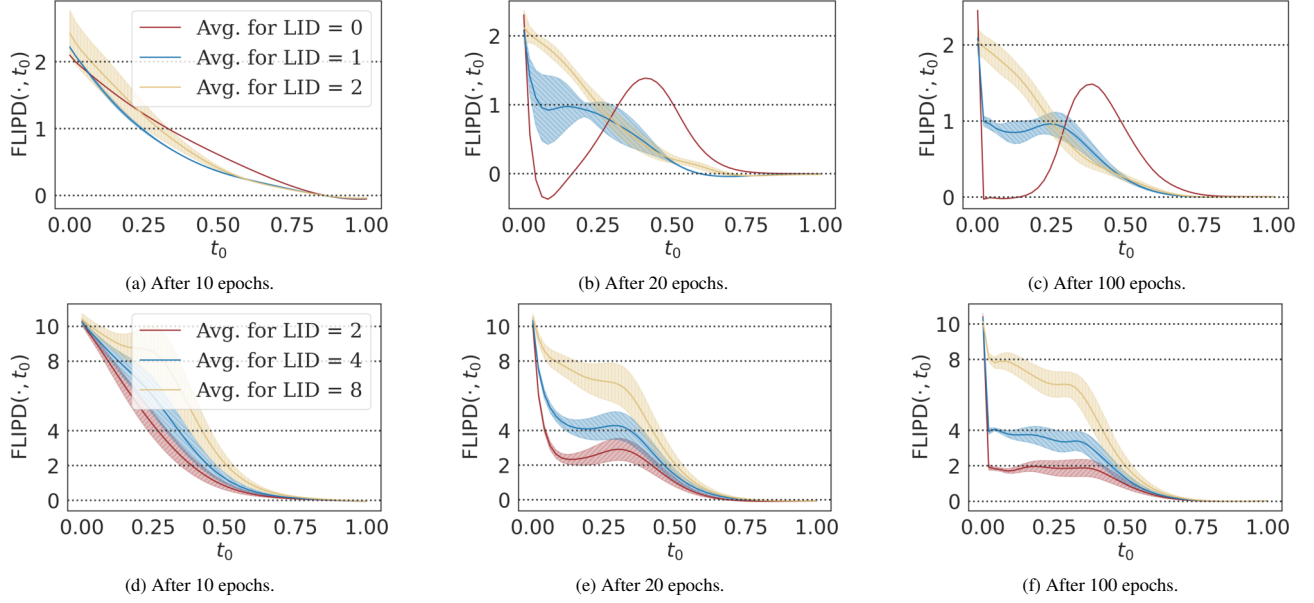 Avg. for LID = 0
Avg. for LID = 1
Avg. for LID = 2
FLIPD(·, t₀)
2
1
0
0.00 0.25 0.50 0.75 1.00
t₀
(a) After 10 epochs.
FLIPD(·, t₀)
2
1
0
0.00 0.25 0.50 0.75 1.00
t₀
(b) After 20 epochs.
FLIPD(·, t₀)
2
1
0
0.00 0.25 0.50 0.75 1.00
t₀
(c) After 100 epochs.
Avg. for LID = 2
Avg. for LID = 4
Avg. for LID = 8
FLIPD(·, t₀)
10
8
4
2
0
0.00 0.25 0.50 0.75 1.00
t₀
(d) After 10 epochs.
FLIPD(·, t₀)
10
8
4
2
0
0.00 0.25 0.50 0.75 1.00
t₀
(e) After 20 epochs.
FLIPD(·, t₀)
10
8
4
2
0
0.00 0.25 0.50 0.75 1.00
t₀
(f) After 100 epochs.